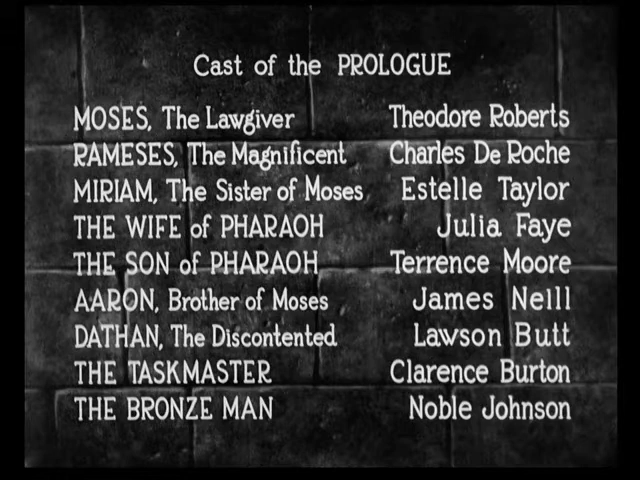 Cast of the PROLOGUE
MOSES, The Lawgiver Theodore Roberts
RAMESES, The Magnificent Charles De Roche
MIRIAM, The Sister of Moses Estelle Taylor
THE WIFE of PHARAOH Julia Faye
THE SON of PHARAOH Terrence Moore
AARON, Brother of Moses James Neill
DATHAN, The Discontented Lawson Butt
THE TASKMASTER Clarence Burton
THE BRONZE MAN Noble Johnson